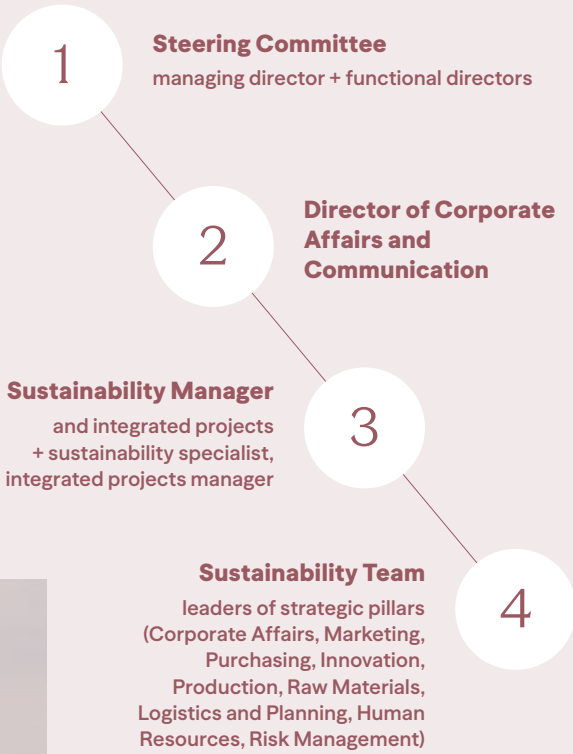 1
Steering Committee
managing director + functional directors
2
Director of Corporate
Affairs and
Communication
Sustainability Manager
and integrated projects
+ sustainability specialist,
integrated projects manager
3
Sustainability Team
leaders of strategic pillars
(Corporate Affairs, Marketing,
Purchasing, Innovation,
Production, Raw Materials,
Logistics and Planning, Human
Resources, Risk Management)
4